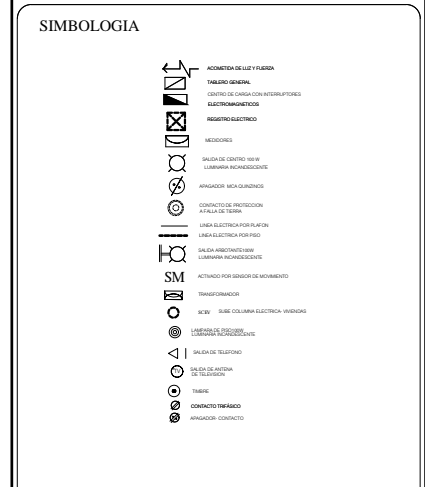 SIMBOLOGIA
ACOMETIDA DE LUZ Y FUERZA
TABLERO GENERAL
CENTRO DE CARGA CON INTERRUPTORES
ELECTROMAGNETICOS
REGISTRO ELECTRICO
MEDIDORES
SALIDA DE CENTRO 100 W
LUMINARIA INCANDESCENTE
APAGADOR MCA QUINZINOS
CONTACTO DE PROTECCION
A FALLA DE TIERRA
LINEA ELECTRICA POR PLAFON
LINEA ELECTRICA POR PISO
SALIDA ARBOTANTE100W
LUMINARIA INCANDESCENTE
SM ACTIVADO POR SENSOR DE MOVIMIENTO
TRANSFORMADOR
SCEV SUBE COLUMNA ELECTRICA- VIVIENDAS
LAMPARA DE PISO100W
LUMINARIA INCANDESCENTE
SALIDA DE TELEFONO
TV SALIDA DE ANTENA
DE TELEVISION
TIMBRE
CONTACTO TRIFÁSICO
APAGADOR- CONTACTO